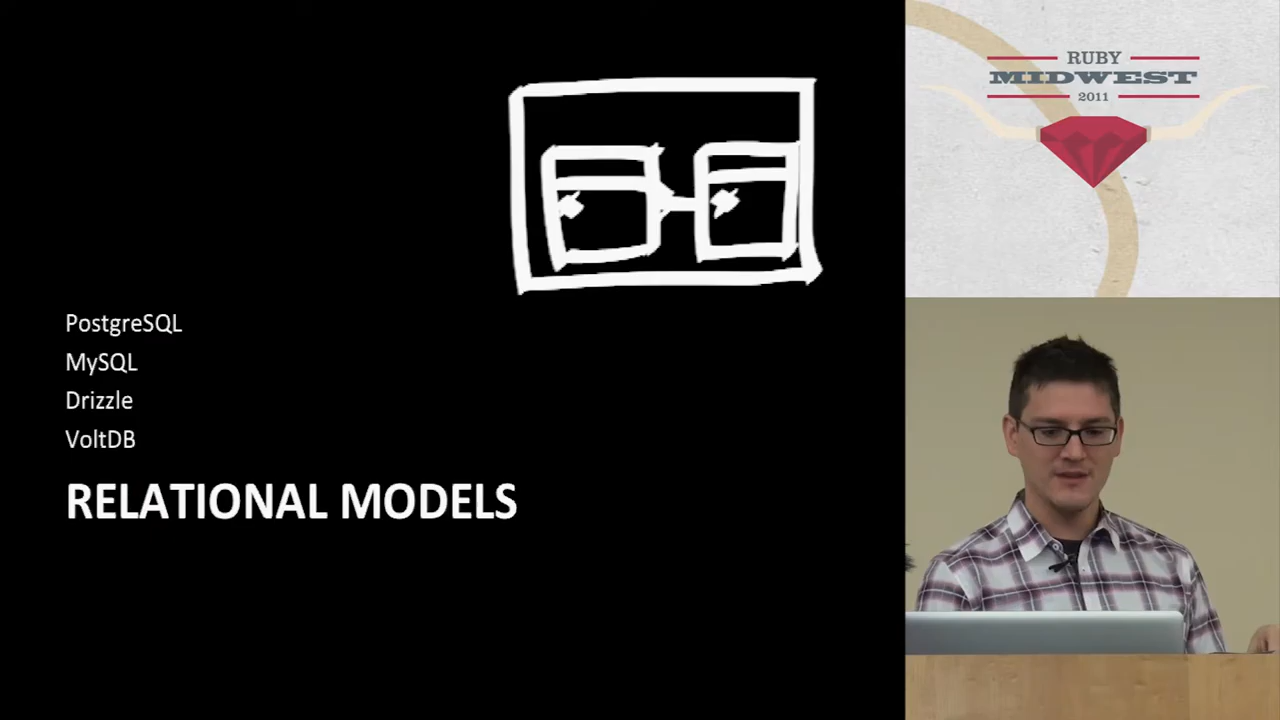 PostgreSQL
MySQL
Drizzle
VoltDB
RELATIONAL MODELS
RUBY
MIDWEST
2011